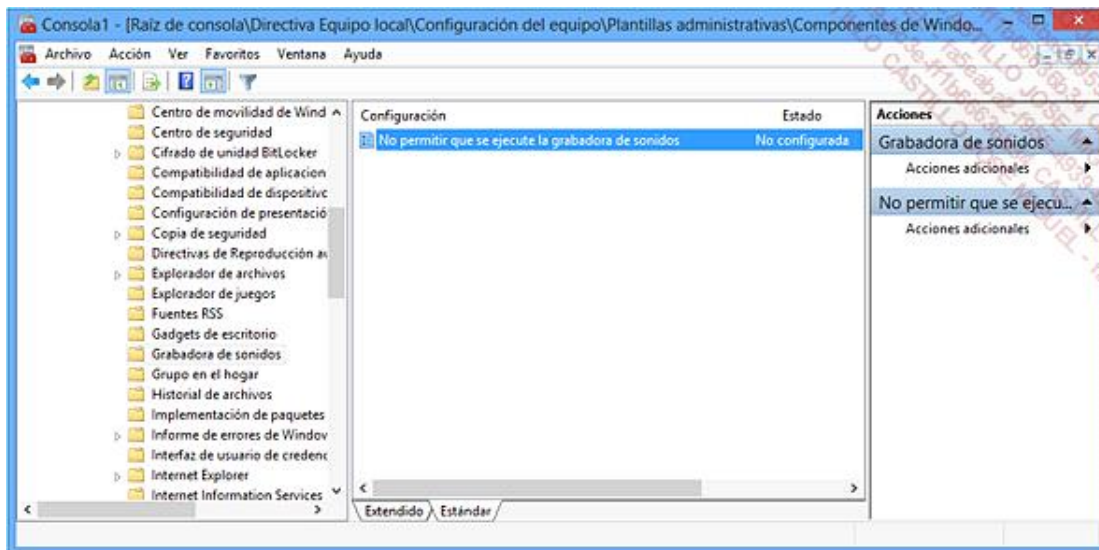 Consola1 - [Raíz de consola\Directiva Equipo local\Configuración del equipo\Plantillas administrativas\Componentes de Windo...
Archivo Acción Ver Favoritos Ventana Ayuda
Centro de movilidad de Wind
Centro de seguridad
Cifrado de unidad BitLocker
Compatibilidad de aplicacion
Compatibilidad de dispositivc
Configuración de presentació
Copia de seguridad
Directivas de Reproducción au
Explorador de archivos
Explorador de juegos
Fuentes RSS
Gadgets de escritorio
Grabadora de sonidos
Grupo en el hogar
Historial de archivos
Implementación de paquetes
Informe de errores de Window
Interfaz de usuario de credenc
Internet Explorer
Internet Information Services
Configuración Estado
No permitir que se ejecute la grabadora de sonidos No configurada
Extendido Estándar
Acciones
Grabadora de sonidos
Acciones adicionales
No permitir que se ejecu...
Acciones adicionales